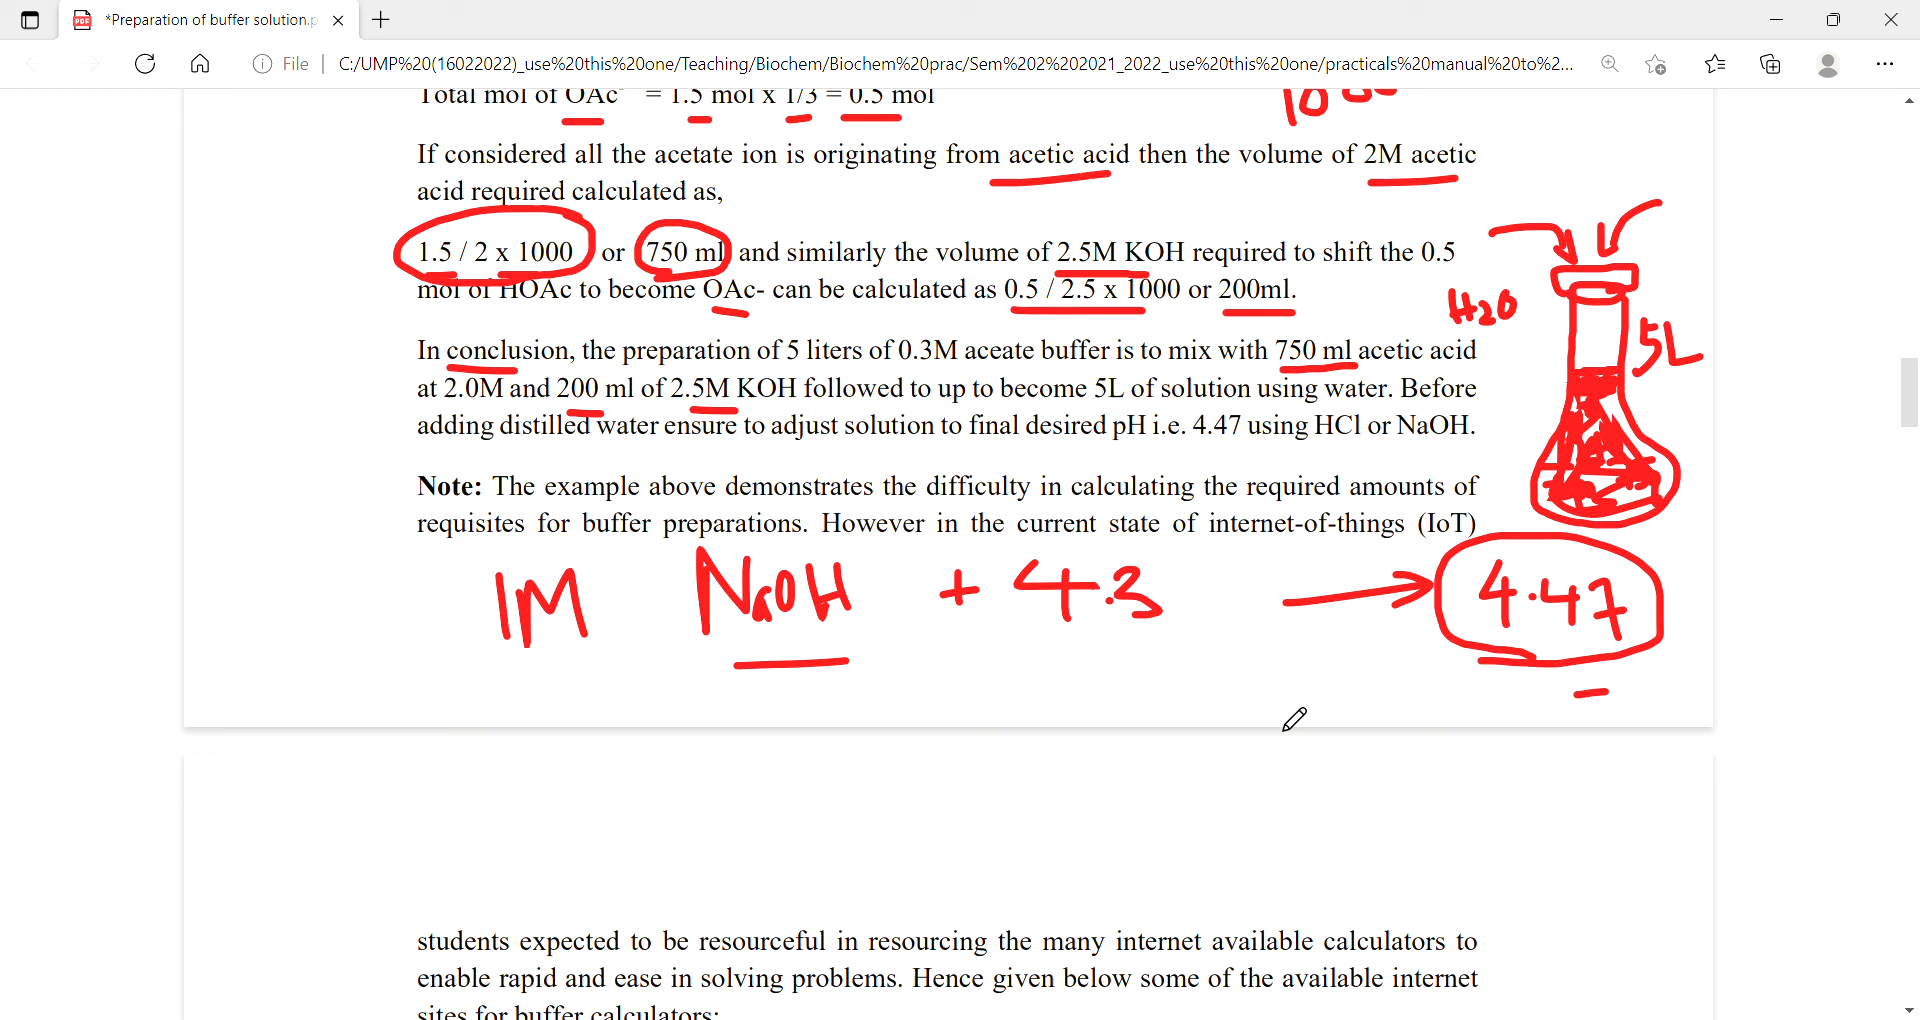 *Preparation of buffer solution.p
File | C:/UMP%20(16022022)_use%20this%20one/Teaching/Biochem/Biochem%20prac/Sem%202%202021_2022_use%20this%20one/practicals%20manual%20to%2...
Total mol of OAc⁻ = 1.5 mol x 1/3 = 0.5 mol
If considered all the acetate ion is originating from acetic acid then the volume of 2M acetic
acid required calculated as,
1.5 / 2 x 1000 or 750 ml and similarly the volume of 2.5M KOH required to shift the 0.5
mol of HOAc to become OAc- can be calculated as 0.5 / 2.5 x 1000 or 200ml.
H20
5L
In conclusion, the preparation of 5 liters of 0.3M aceate buffer is to mix with 750 ml acetic acid
at 2.0M and 200 ml of 2.5M KOH followed to up to become 5L of solution using water. Before
adding distilled water ensure to adjust solution to final desired pH i.e. 4.47 using HCl or NaOH.
Note: The example above demonstrates the difficulty in calculating the required amounts of
requisites for buffer preparations. However in the current state of internet-of-things (IoT)
1M NaOH + 4.3 4.47
students expected to be resourceful in resourcing the many internet available calculators to
enable rapid and ease in solving problems. Hence given below some of the available internet
sites for buffer calculators: